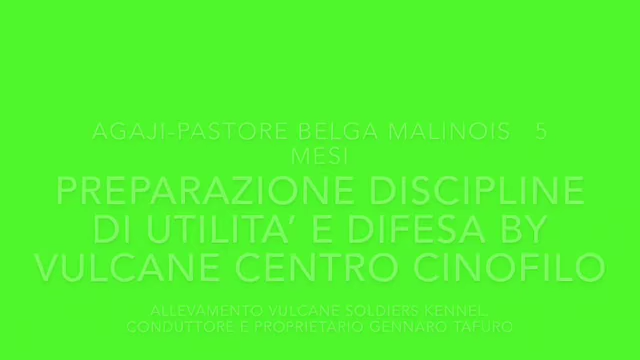 AGAJI-PASTORE BELGA MALINOIS 5
MESI
PREPARAZIONE DISCIPLINE
DI UTILITA’ E DIFESA BY
VULCANE CENTRO CINOFILO
ALLEVAMENTO VULCANE SOLDIERS KENNEL.
CONDUTTORE E PROPRIETARIO GENNARO TAFURO